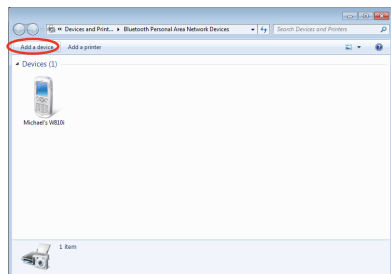 « Devices and Print... ▸ Bluetooth Personal Area Network Devices
Search Devices and Printers
Add a device
Add a printer
Devices (1)
Michael's W810i
1 item